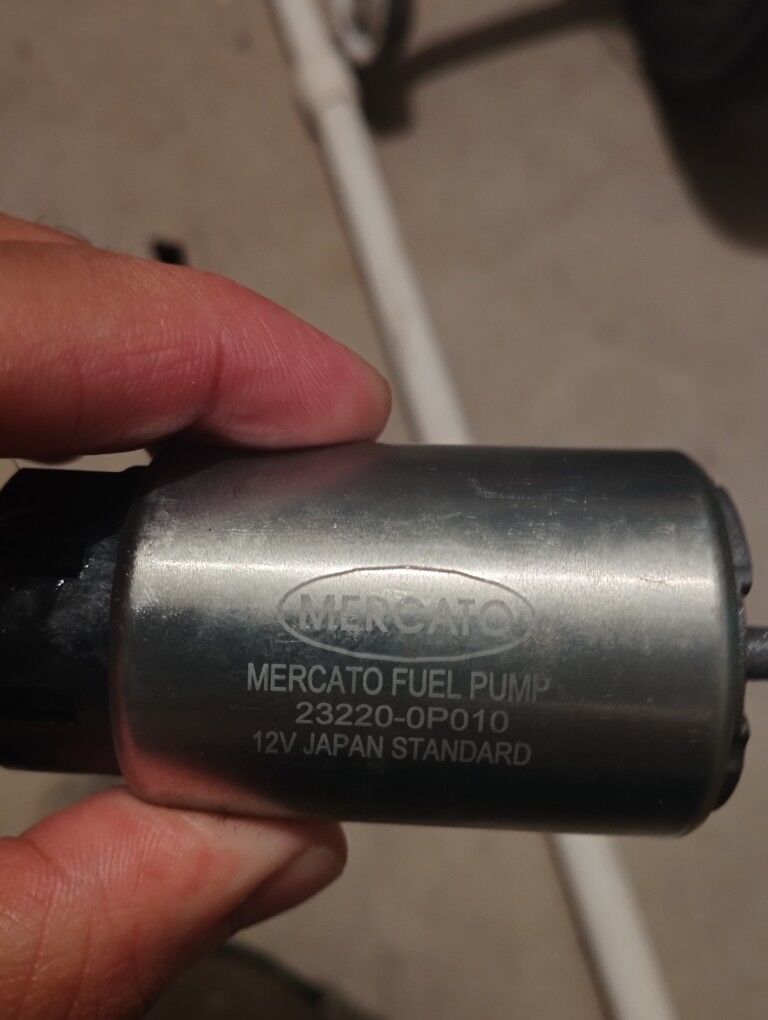 MERCATO
MERCATO FUEL PUMP
23220-0P010
12V JAPAN STANDARD